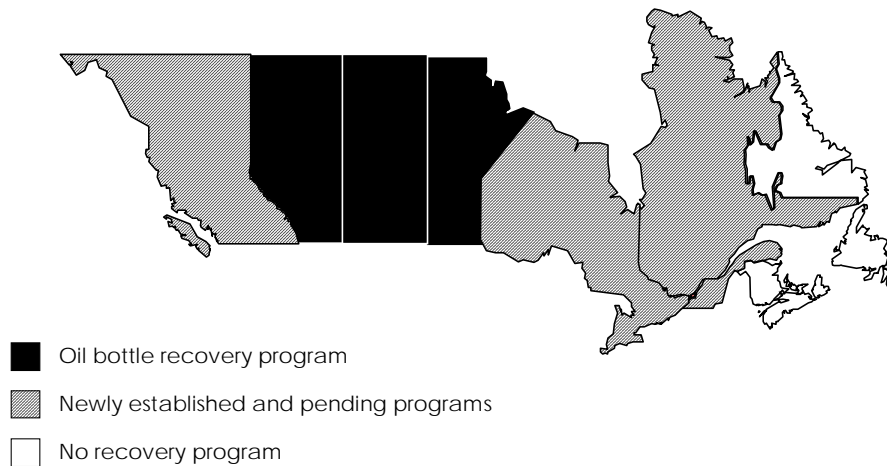 Oil bottle recovery program
Newly established and pending programs
No recovery program